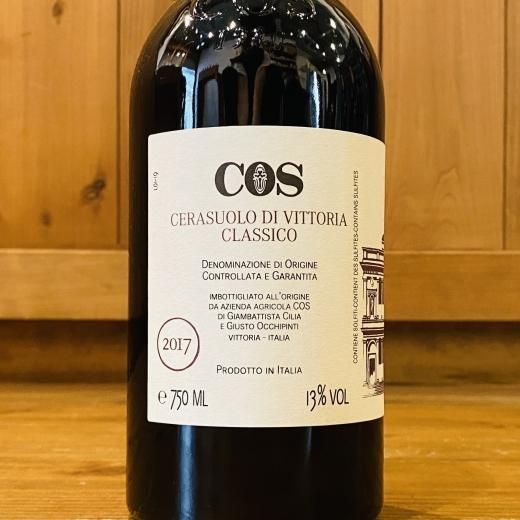 COS
CERASUOLO DI VITTORIA
CLASSICO
DENOMINAZIONE DI ORIGINE
CONTROLLATA E GARANTITA
IMBOTTIGLIATO ALL'ORIGINE
DA AZIENDA AGRICOLA COS
DI GIAMBATTISTA CILIA
E GIUSTO OCCHIPINTI
VITTORIA - ITALIA
2017
PRODOTTO IN ITALIA
e 750 ML
13% VOL
CONTIENE SOLFITI-CONTIENT DES SULFITES-CONTAINS SULFITES